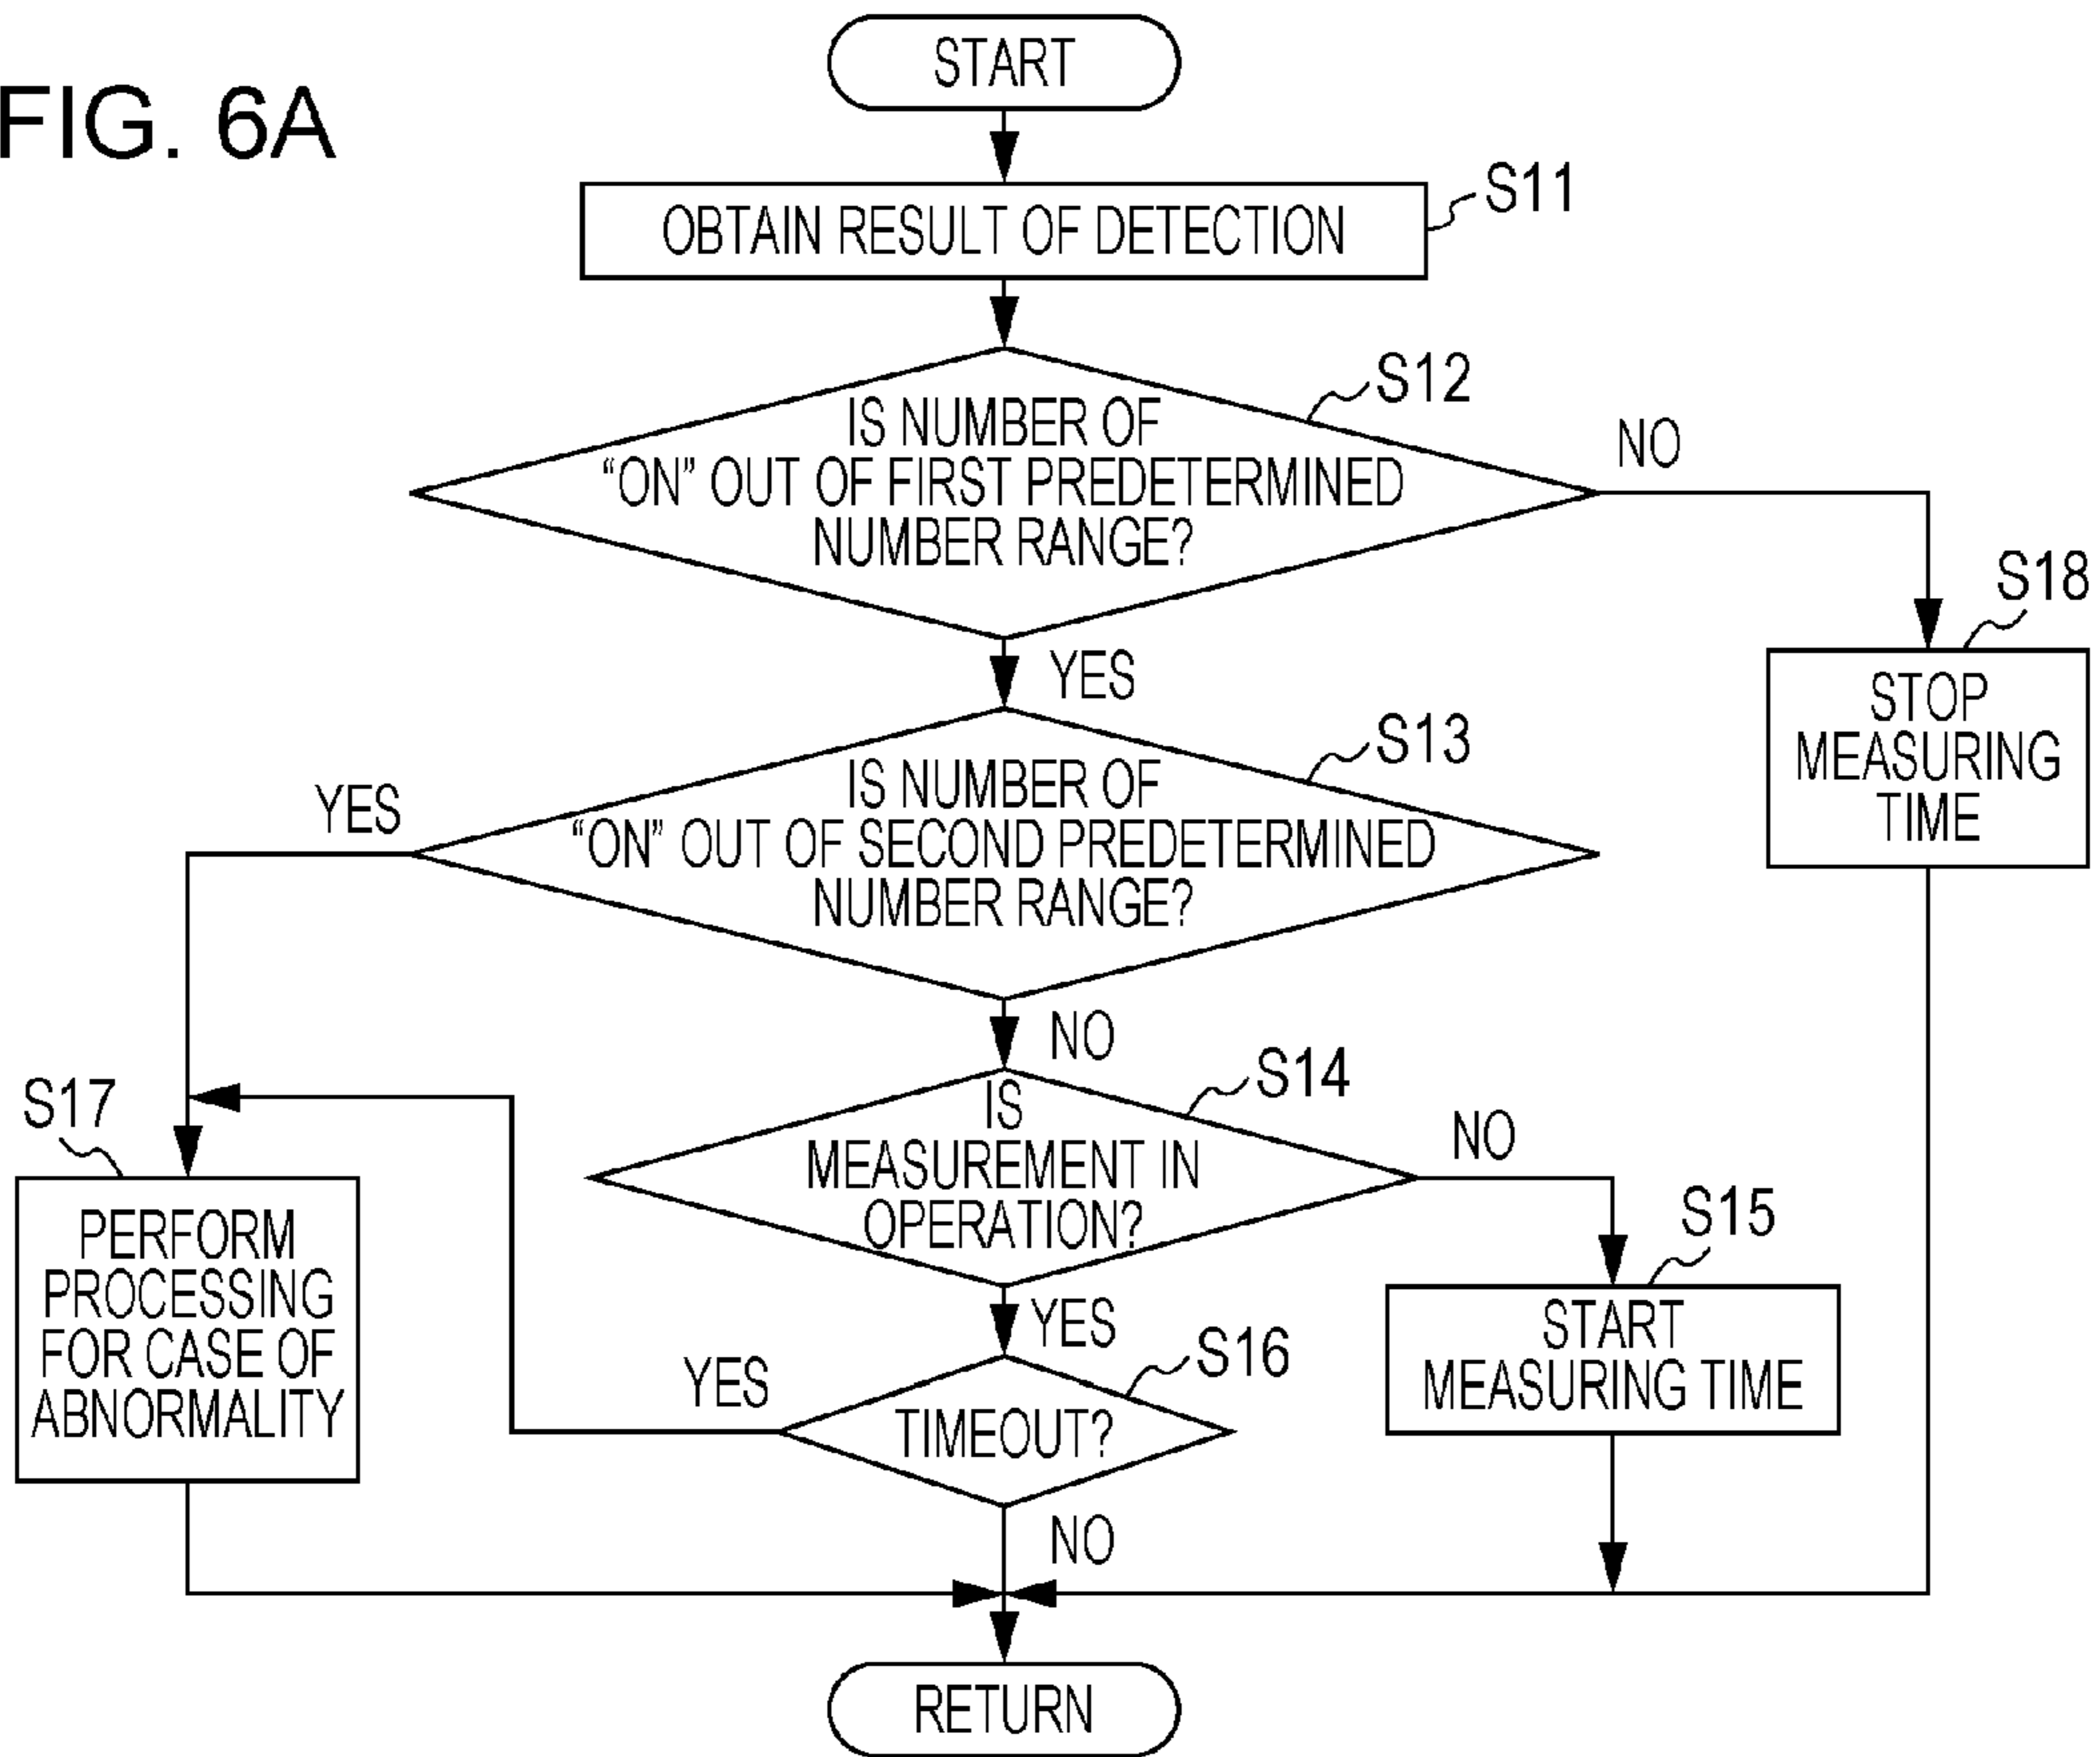 FIG. 6A
START
OBTAIN RESULT OF DETECTION
S11
IS NUMBER OF
“ON” OUT OF FIRST PREDETERMINED
NUMBER RANGE?
S12
NO
YES
S18
STOP
MEASURING
TIME
IS NUMBER OF
“ON” OUT OF SECOND PREDETERMINED
NUMBER RANGE?
S13
YES
NO
S14
IS
MEASUREMENT IN
OPERATION?
NO
YES
S15
START
MEASURING TIME
S17
PERFORM
PROCESSING
FOR CASE OF
ABNORMALITY
S16
TIMEOUT?
YES
NO
RETURN